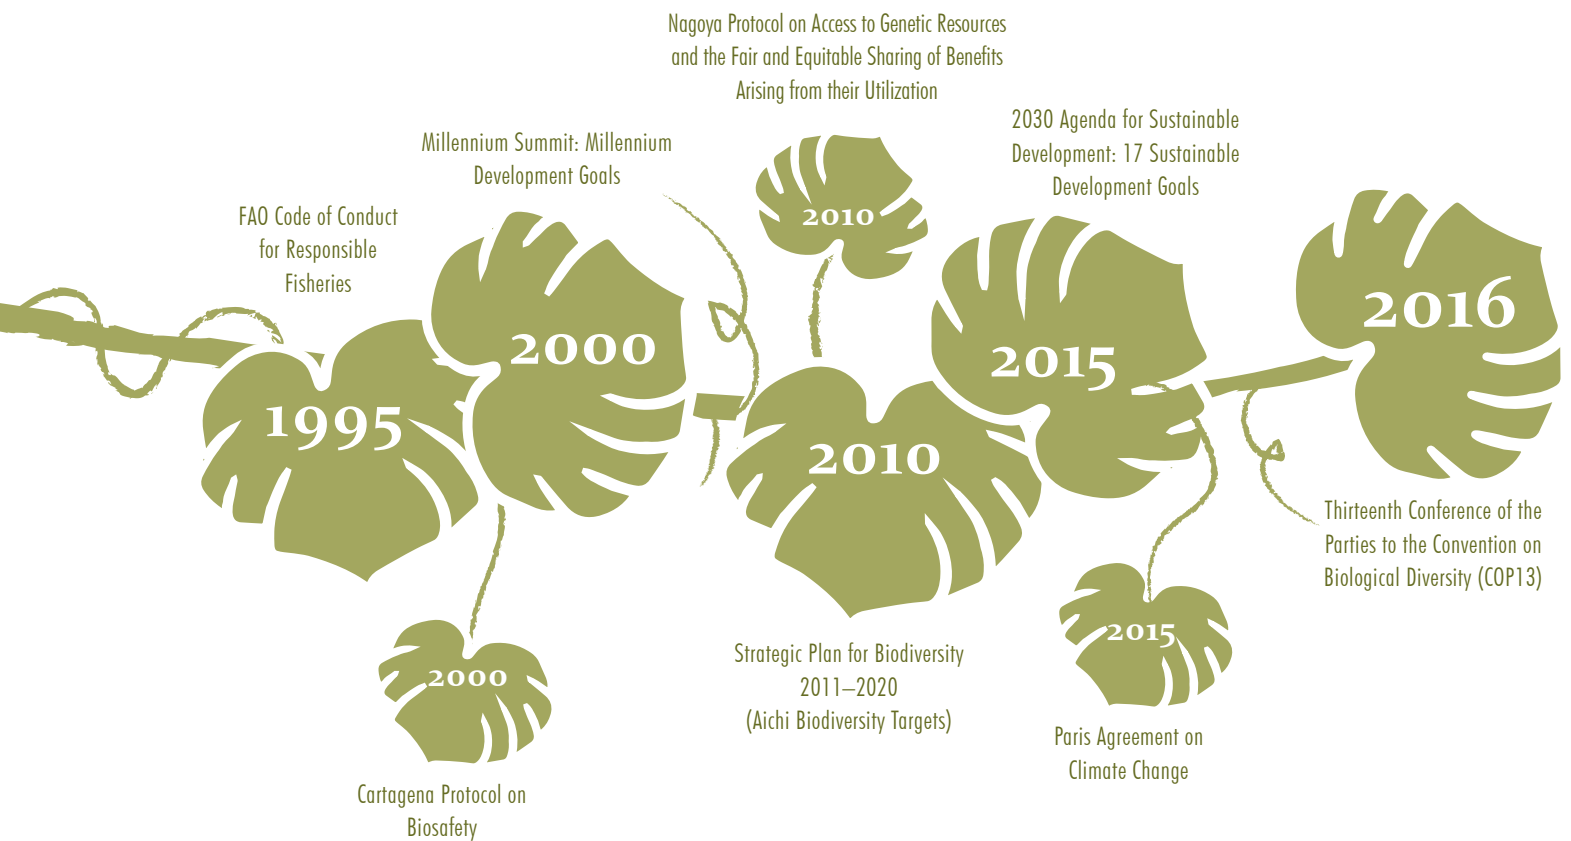 FAO Code of Conduct
for Responsible
Fisheries
1995
Millennium Summit: Millennium
Development Goals
2000
2000
Cartagena Protocol on
Biosafety
Nagoya Protocol on Access to Genetic Resources
and the Fair and Equitable Sharing of Benefits
Arising from their Utilization
2010
2010
Strategic Plan for Biodiversity
2011–2020
(Aichi Biodiversity Targets)
2030 Agenda for Sustainable
Development: 17 Sustainable
Development Goals
2015
2015
Paris Agreement on
Climate Change
2016
Thirteenth Conference of the
Parties to the Convention on
Biological Diversity (COP13)